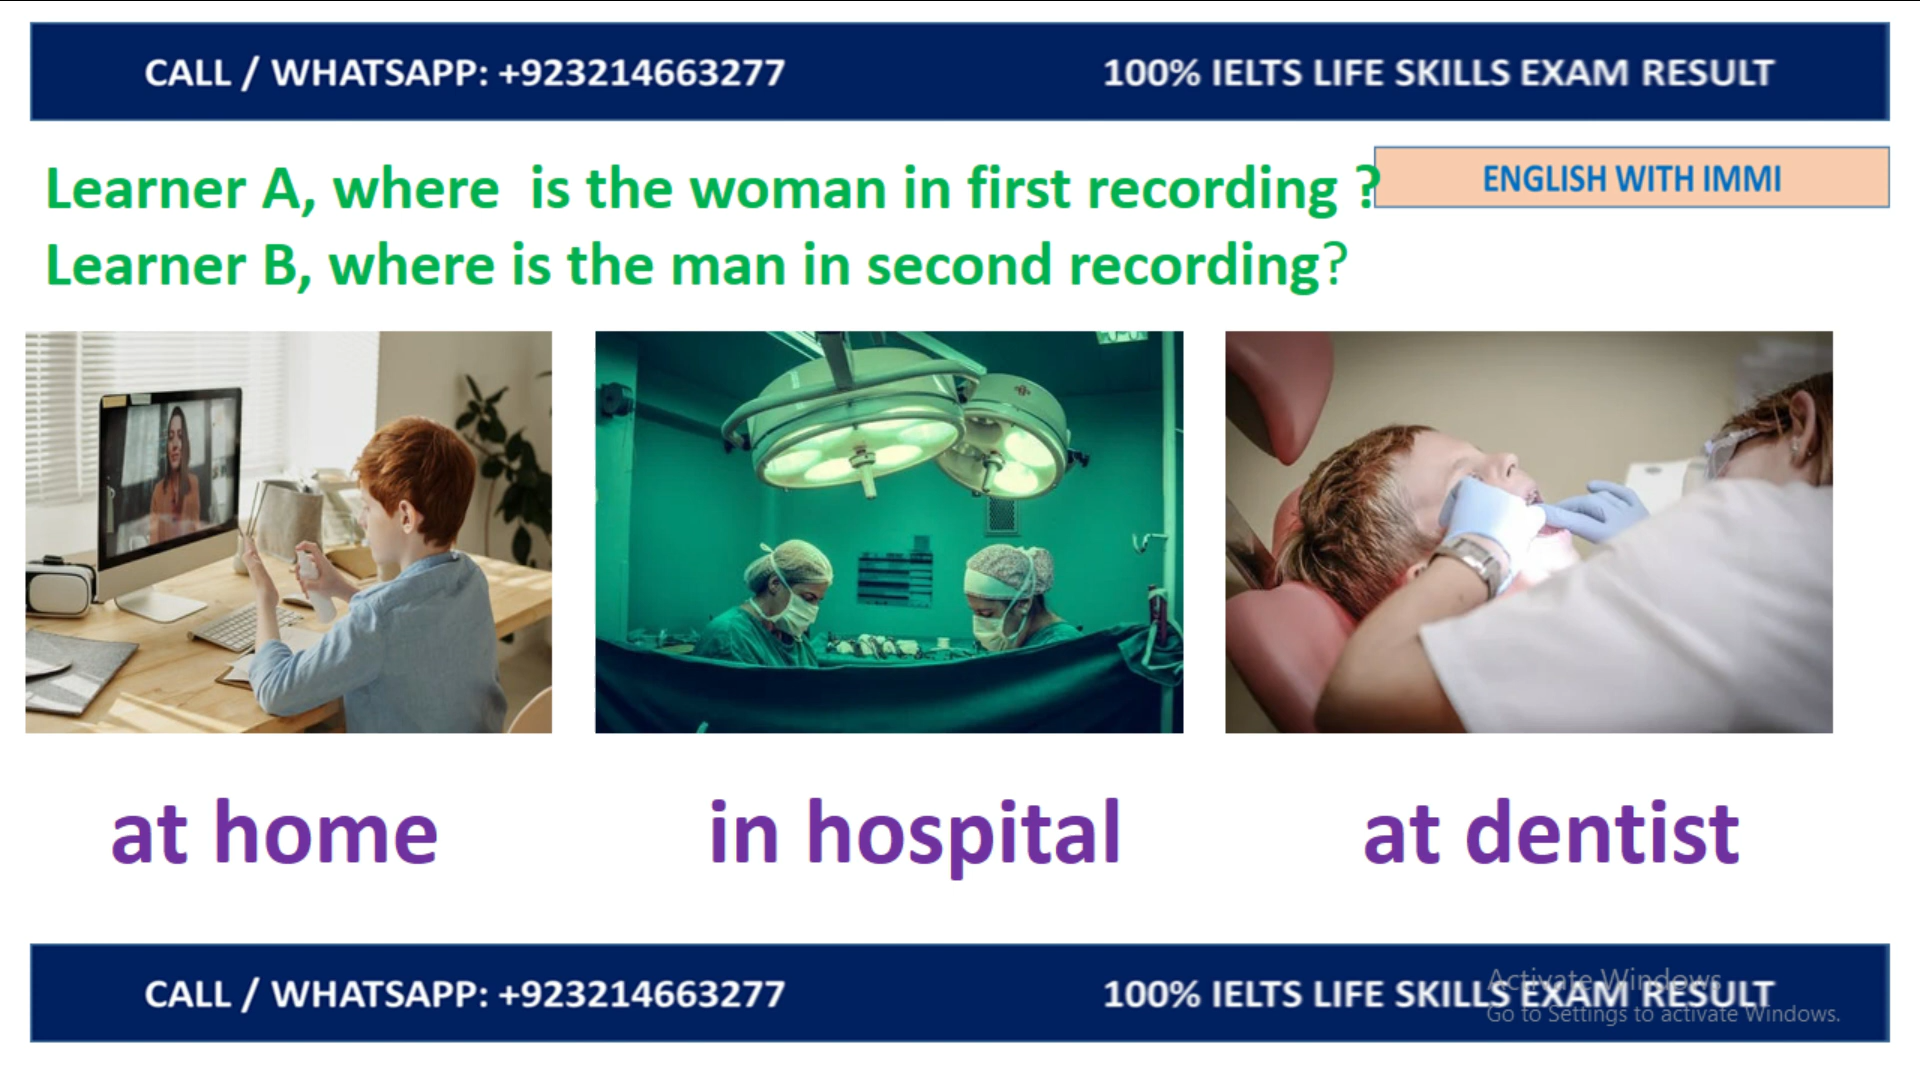 CALL / WHATSAPP: +923214663277
100% IELTS LIFE SKILLS EXAM RESULT
Learner A, where is the woman in first recording ?
ENGLISH WITH IMMI
Learner B, where is the man in second recording?
at home
in hospital
at dentist
CALL / WHATSAPP: +923214663277
100% IELTS LIFE SKILLS EXAM RESULT
Activate Windows
Go to Settings to activate Windows.